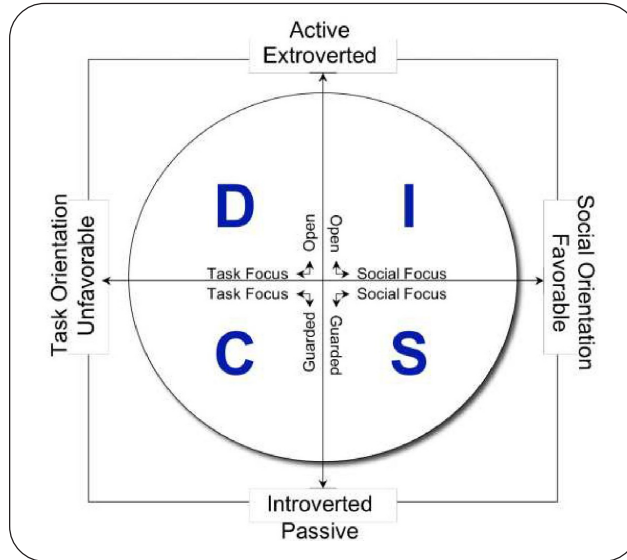 Active
Extroverted
D
I
Open
Open
Task Orientation
Unfavorable
Social Orientation
Favorable
Task Focus
Social Focus
Task Focus
Social Focus
Guarded
Guarded
C
S
Introverted
Passive